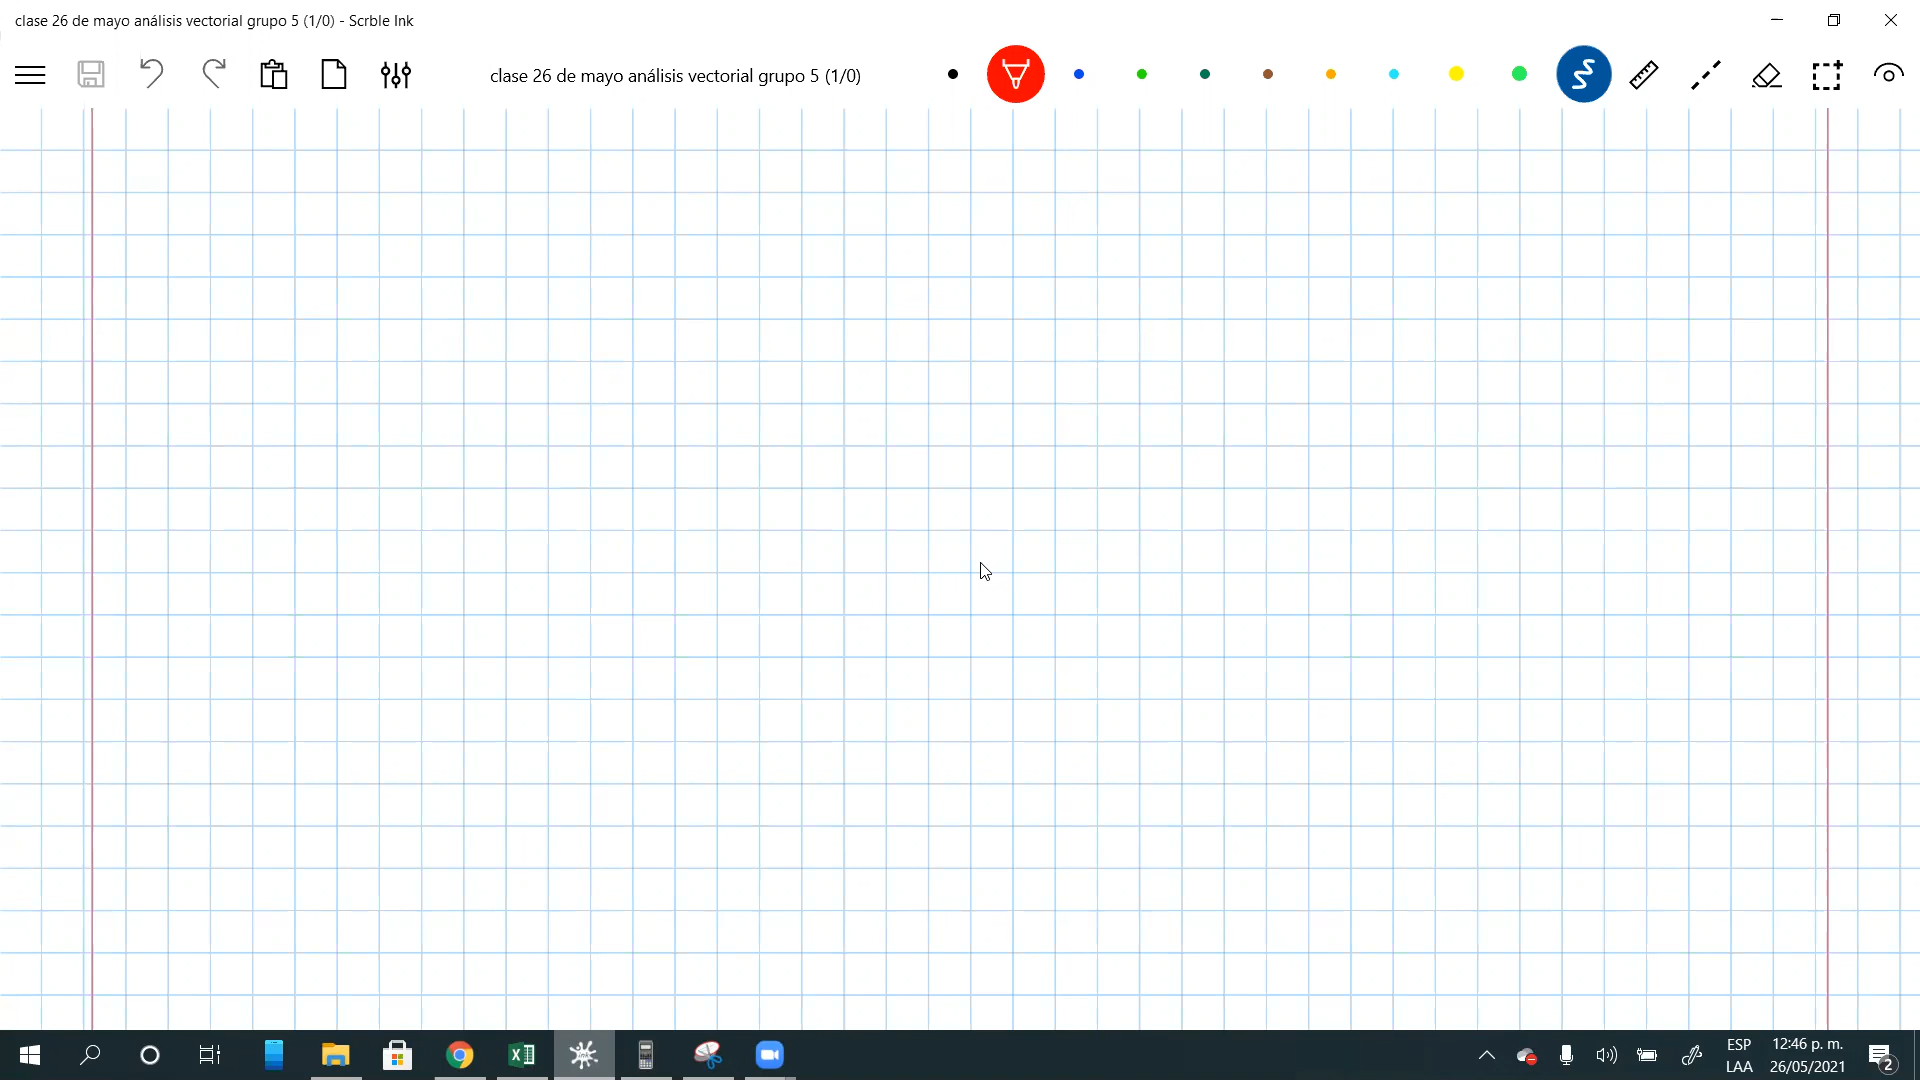 clase 26 de mayo análisis vectorial grupo 5 (1/0) - Scrble Ink
clase 26 de mayo análisis vectorial grupo 5 (1/0)
ESP
LAA
12:46 p. m.
26/05/2021
2